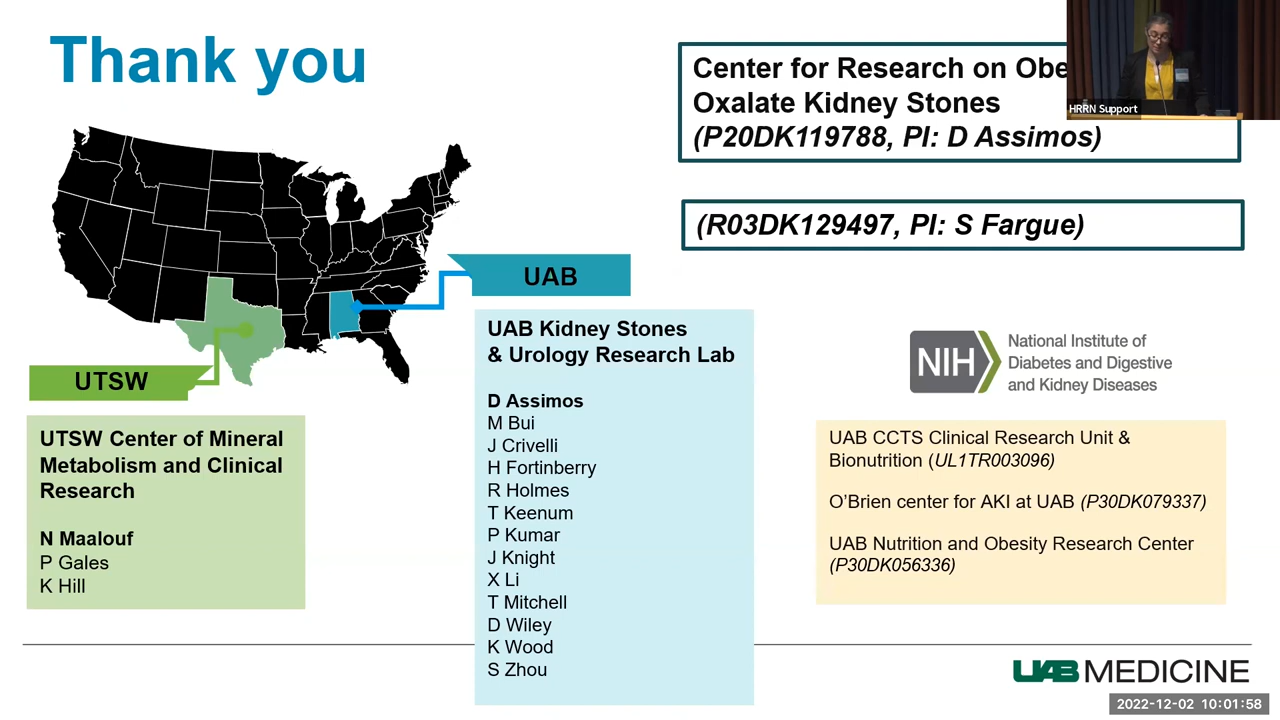 Thank you
Center for Research on Obe
Oxalate Kidney Stones
(P20DK119788, PI: D Assimos)
HRRN Support
(R03DK129497, PI: S Fargue)
UAB
UAB Kidney Stones
& Urology Research Lab
D Assimos
M Bui
J Crivelli
H Fortinberry
R Holmes
T Keenum
P Kumar
J Knight
X Li
T Mitchell
D Wiley
K Wood
S Zhou
UTSW
UTSW Center of Mineral
Metabolism and Clinical
Research
N Maalouf
P Gales
K Hill
NIH
National Institute of
Diabetes and Digestive
and Kidney Diseases
UAB CCTS Clinical Research Unit &
Bionutrition (UL1TR003096)
O’Brien center for AKI at UAB (P30DK079337)
UAB Nutrition and Obesity Research Center
(P30DK056336)
UAB MEDICINE
2022-12-02 10:01:58